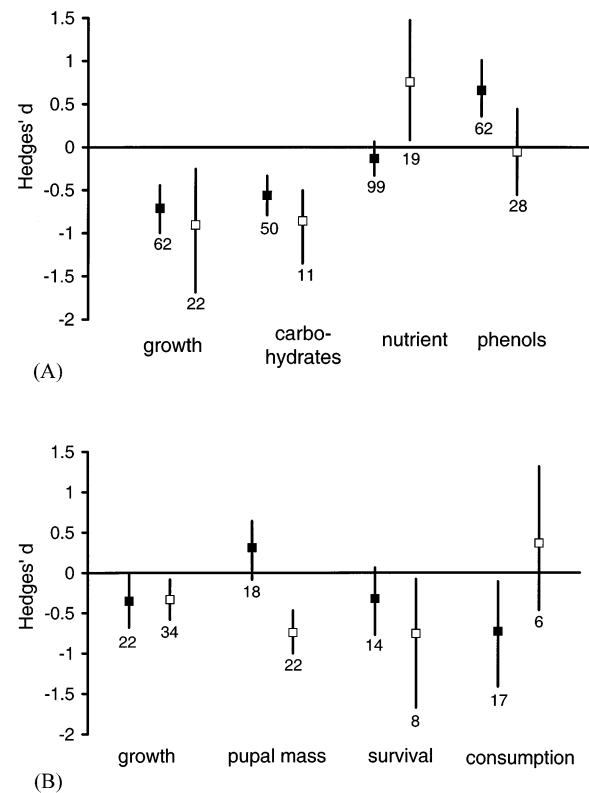 1.5
1
0.5
0
-0.5
-1
-1.5
-2
Hedges' d
62
22
50
11
99
19
62
28
growth
carbo-
hydrates
nutrient
phenols
(A)
1.5
1
0.5
0
-0.5
-1
-1.5
-2
Hedges' d
22
34
18
22
14
8
17
6
growth
pupal mass
survival
consumption
(B)